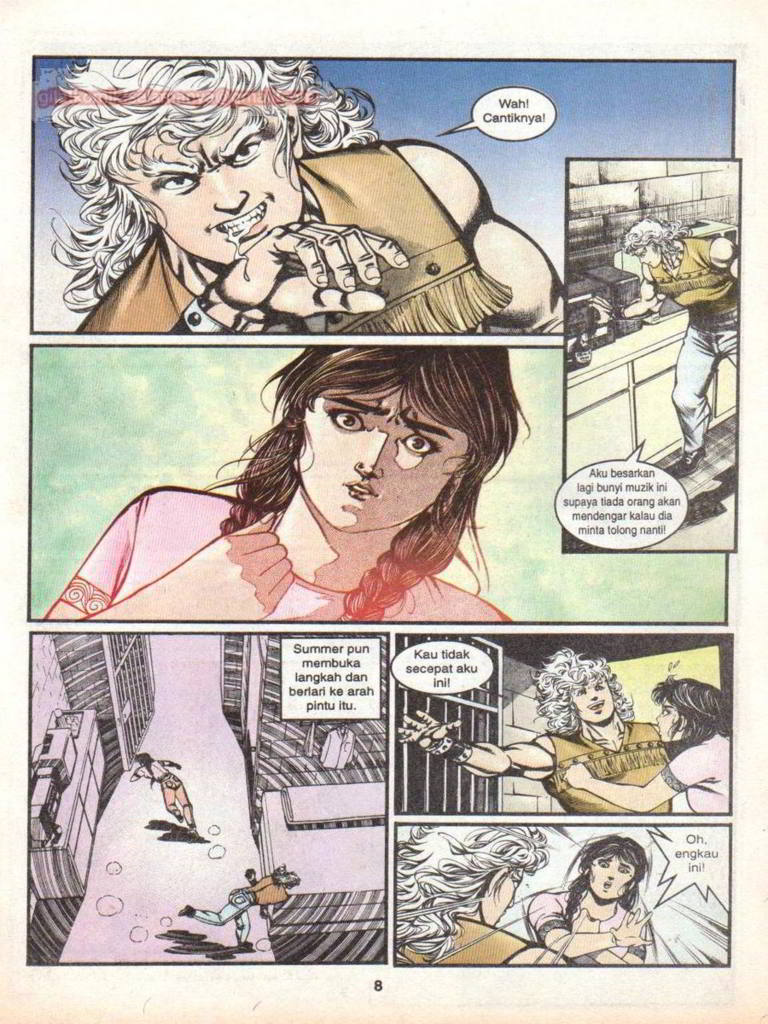 Wah!
Cantiknya!
Aku besarkan
lagi bunyi muzik ini
supaya tiada orang akan
mendengar kalau dia
minta tolong nanti!
Summer pun
membuka
langkah dan
berlari ke arah
pintu itu.
Kau tidak
secepat aku
ini!
Oh,
engkau
ini!
8